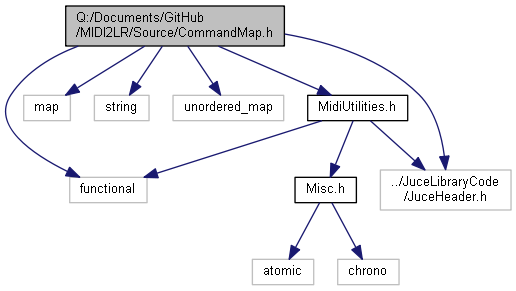 Q:/Documents/GitHub
/MIDI2LR/Source/CommandMap.h
map
string
unordered_map
MidiUtilities.h
functional
Misc.h
../JuceLibraryCode
/JuceHeader.h
atomic
chrono